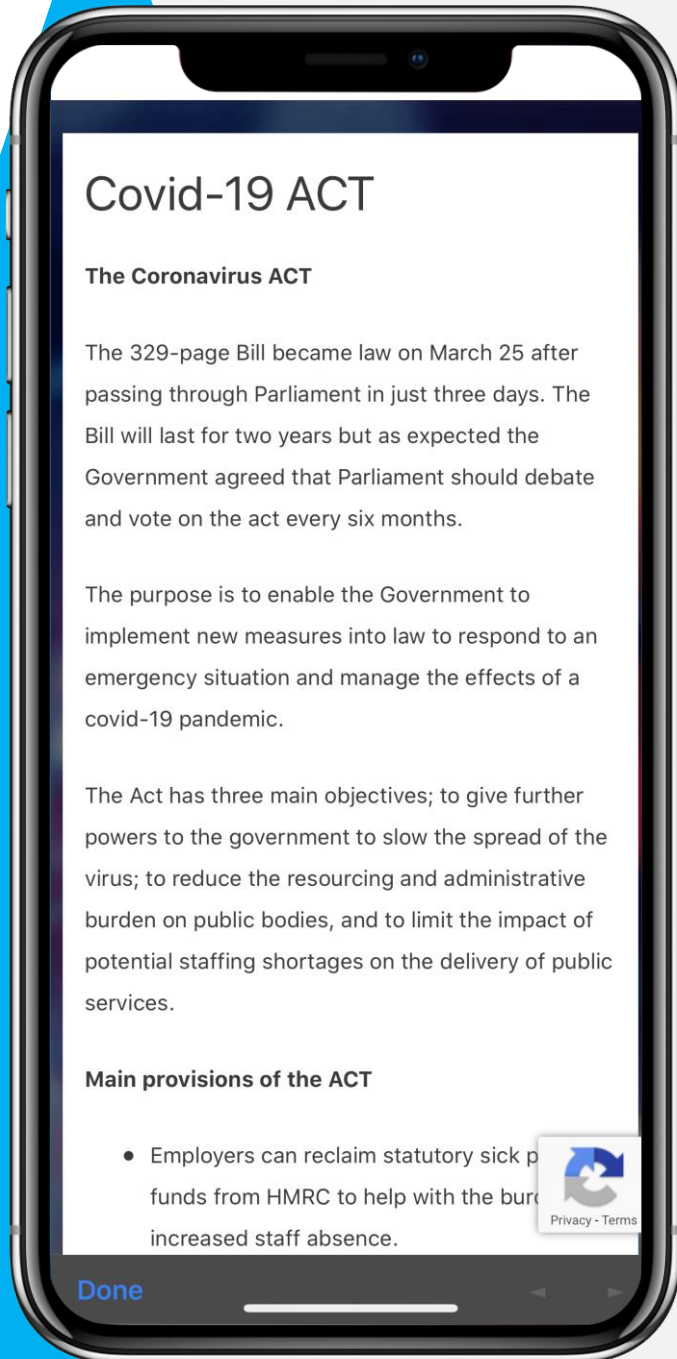 Covid-19 ACT
The Coronavirus ACT
The 329-page Bill became law on March 25 after
passing through Parliament in just three days. The
Bill will last for two years but as expected the
Government agreed that Parliament should debate
and vote on the act every six months.
The purpose is to enable the Government to
implement new measures into law to respond to an
emergency situation and manage the effects of a
covid-19 pandemic.
The Act has three main objectives; to give further
powers to the government to slow the spread of the
virus; to reduce the resourcing and administrative
burden on public bodies, and to limit the impact of
potential staffing shortages on the delivery of public
services.
Main provisions of the ACT
• Employers can reclaim statutory sick
funds from HMRC to help with the
increased staff absence.
Privacy - Terms
Done